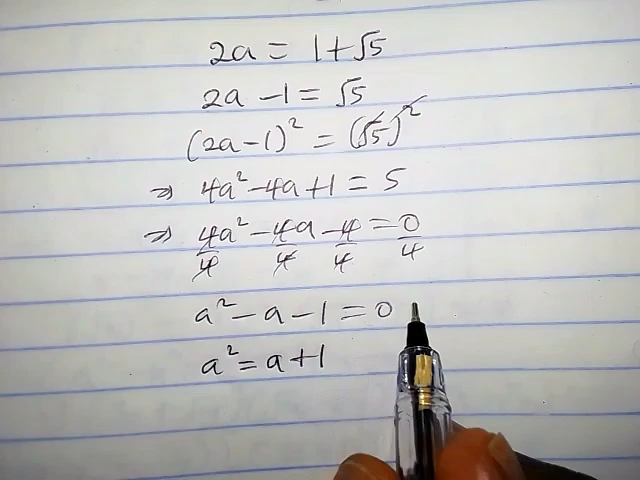 2a = 1+√5
2a - 1 = √5
(2a - 1)² = (√5)²
⇒ 4a² - 4a + 1 = 5
⇒ 4a²/4 - 4a/4 - 4/4 = 0/4
a² - a - 1 = 0
a² = a + 1